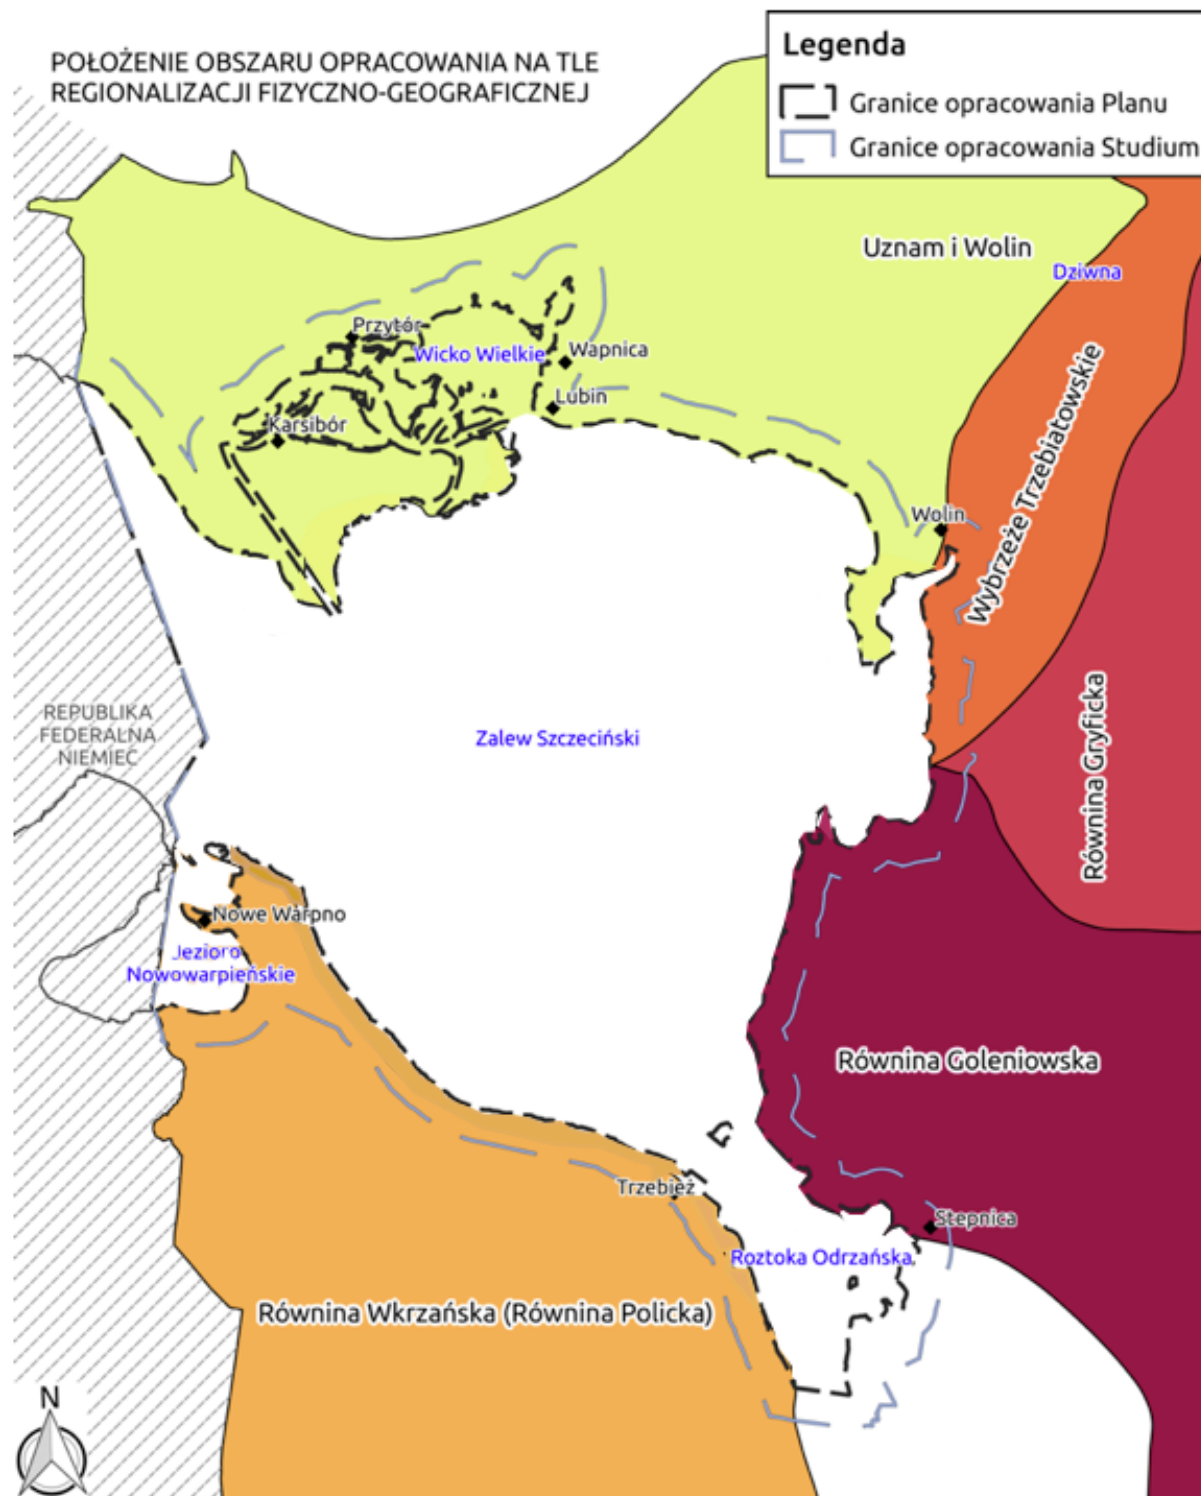 POŁOŻENIE OBSZARU OPRACOWANIA NA TLE
REGIONALIZACJI FIZYCZNO-GEOGRAFICZNEJ
Legenda
Granice opracowania Planu
Granice opracowania Studium
Uznam i Wolin
Dziwna
Przytór
Wicko Wielkie
Wapnica
Lubin
Karsibór
Wolin
Wybrzeże Trzebiatowskie
REPUBLIKA
FEDERALNA
NIEMIEC
Zalew Szczeciński
Równina Gryficka
Nowe Warpno
Jezioro
Nowowarpieńskie
Równina Goleniowska
Trzebież
Stepnica
Roztoka Odrzańska
Równina Wkrzańska (Równina Policka)
N